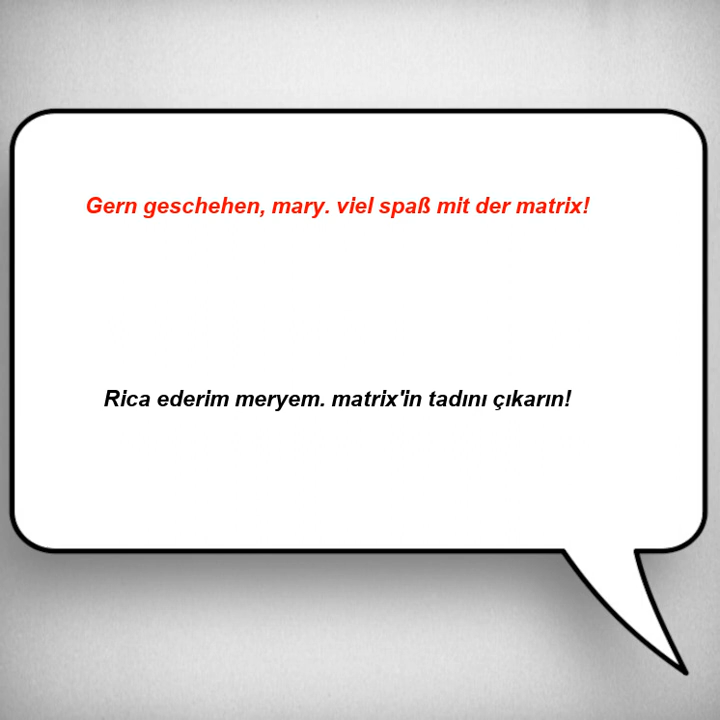 Gern geschehen, mary. viel spaß mit der matrix!
Rica ederim meryem. matrix'in tadını çıkarın!